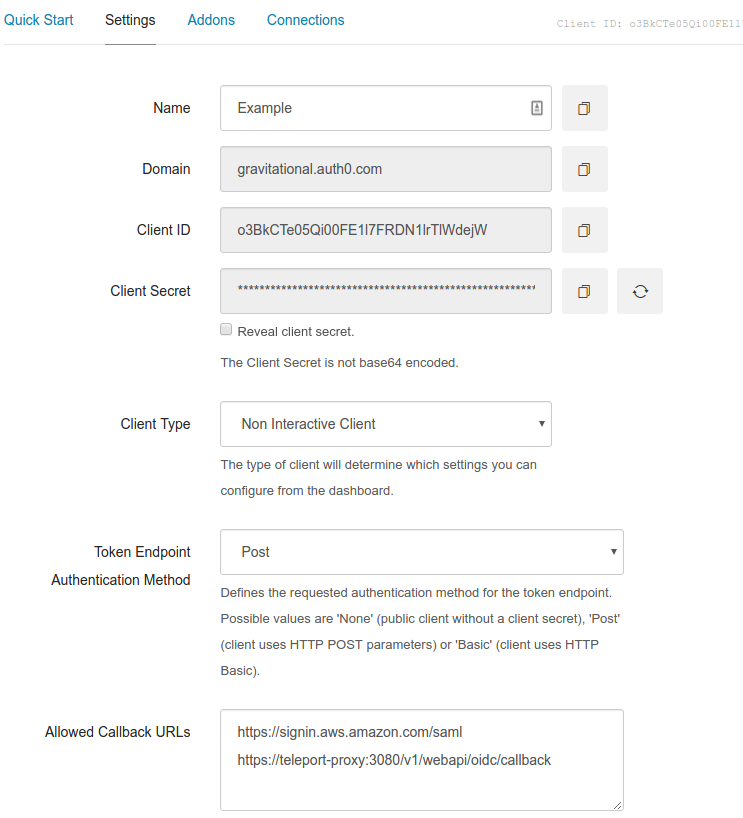 Quick Start Settings Addons Connections Client ID: o3BkCTe05Qi00FE1l
Name Example
Domain gravitational.auth0.com
Client ID o3BkCTe05Qi00FE1l7FRDN1lrTlWdejW
Client Secret *******************************************************
Reveal client secret.
The Client Secret is not base64 encoded.
Client Type Non Interactive Client
The type of client will determine which settings you can
configure from the dashboard.
Token Endpoint Post
Authentication Method
Defines the requested authentication method for the token endpoint.
Possible values are 'None' (public client without a client secret), 'Post'
(client uses HTTP POST parameters) or 'Basic' (client uses HTTP
Basic).
Allowed Callback URLs https://signin.aws.amazon.com/saml
https://teleport-proxy:3080/v1/webapi/oidc/callback